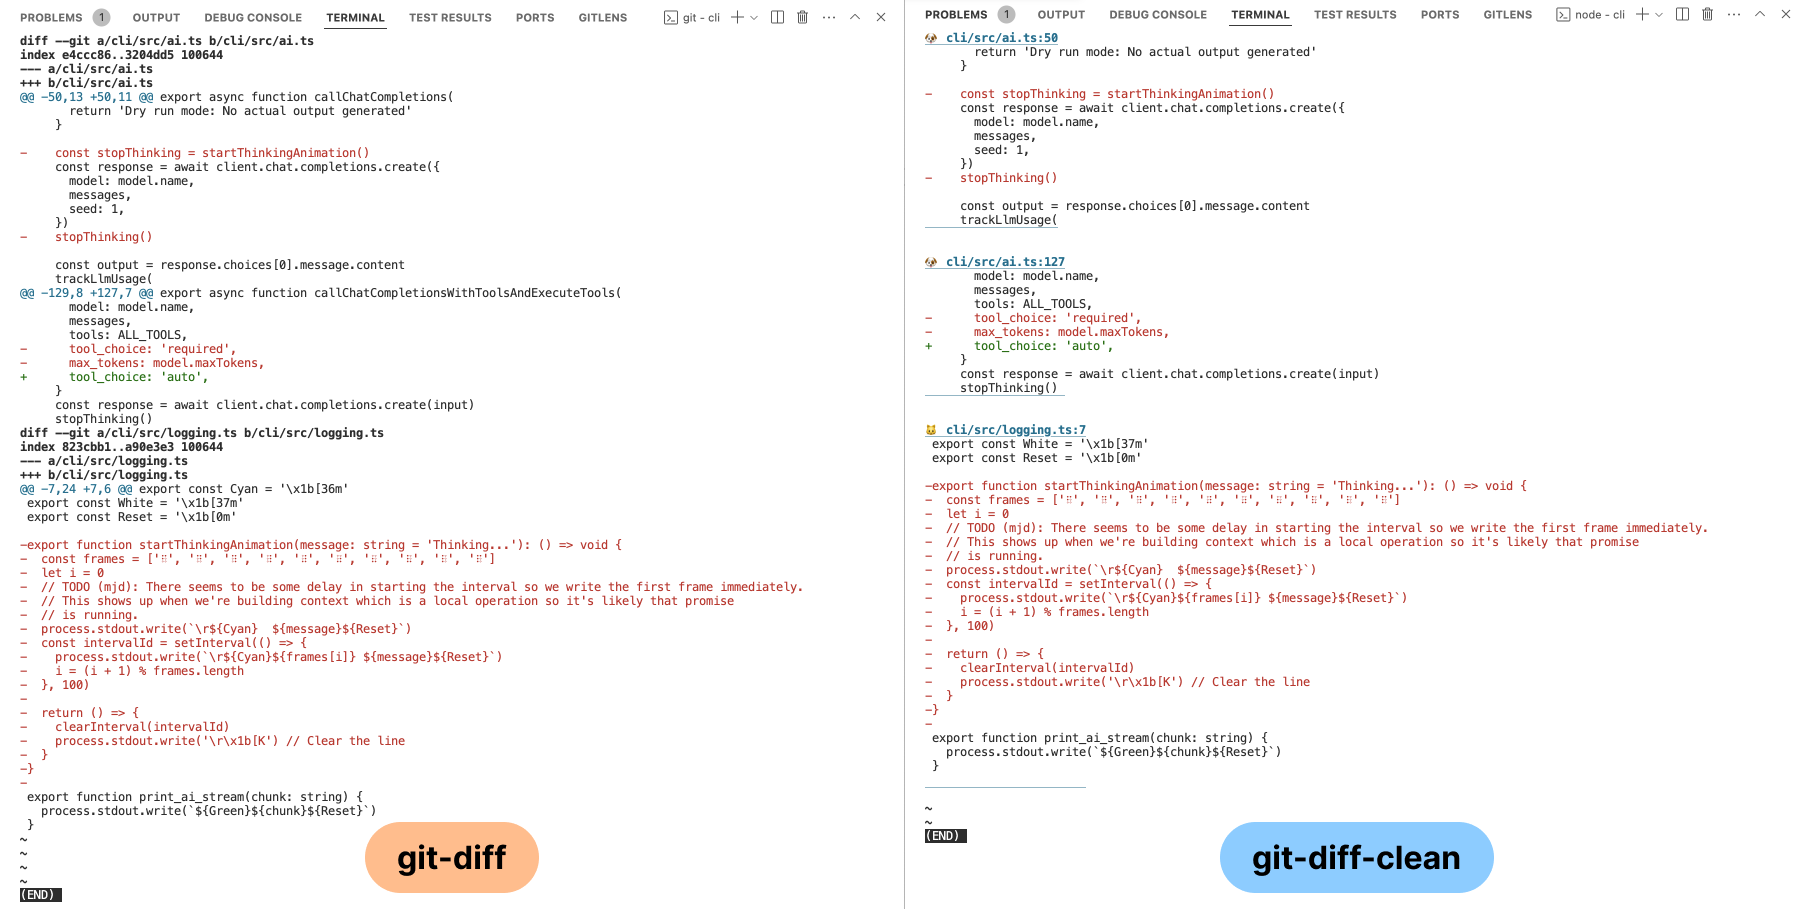 PROBLEMS 1 OUTPUT DEBUG CONSOLE TERMINAL TEST RESULTS PORTS GITLENS git - cli
diff --git a/cli/src/ai.ts b/cli/src/ai.ts
index e4ccc86..3204dd5 100644
--- a/cli/src/ai.ts
+++ b/cli/src/ai.ts
@@ -50,13 +50,11 @@ export async function callChatCompletions(
       return 'Dry run mode: No actual output generated'
     }

-    const stopThinking = startThinkingAnimation()
     const response = await client.chat.completions.create({
       model: model.name,
       messages,
       seed: 1,
     })
-    stopThinking()

     const output = response.choices[0].message.content
     trackLlmUsage(
@@ -129,8 +127,7 @@ export async function callChatCompletionsWithToolsAndExecuteTools(
       model: model.name,
       messages,
       tools: ALL_TOOLS,
-      tool_choice: 'required',
-      max_tokens: model.maxTokens,
+      tool_choice: 'auto',
     }
     const response = await client.chat.completions.create(input)
     stopThinking()
diff --git a/cli/src/logging.ts b/cli/src/logging.ts
index 823cbb1..a90e3e3 100644
--- a/cli/src/logging.ts
+++ b/cli/src/logging.ts
@@ -7,24 +7,6 @@ export const Cyan = '\x1b[36m'
 export const White = '\x1b[37m'
 export const Reset = '\x1b[0m'

-export function startThinkingAnimation(message: string = 'Thinking...'): () => void {
-  const frames = ['', '', '', '', '', '', '', '', '', '']
-  let i = 0
-  // TODO (mjd): There seems to be some delay in starting the interval so we write the first frame immediately.
-  // This shows up when we're building context which is a local operation so it's likely that promise
-  // is running.
-  process.stdout.write(`\r${Cyan}  ${message}${Reset}`)
-  const intervalId = setInterval(() => {
-    process.stdout.write(`\r${Cyan}${frames[i]} ${message}${Reset}`)
-    i = (i + 1) % frames.length
-  }, 100)
-
-  return () => {
-    clearInterval(intervalId)
-    process.stdout.write('\r\x1b[K') // Clear the line
-  }
-}
-
 export function print_ai_stream(chunk: string) {
   process.stdout.write(`${Green}${chunk}${Reset}`)
 }
~
~
~
~
(END)
git-diff
PROBLEMS 1 OUTPUT DEBUG CONSOLE TERMINAL TEST RESULTS PORTS GITLENS node - cli
🐶 cli/src/ai.ts:50
       return 'Dry run mode: No actual output generated'
     }

-    const stopThinking = startThinkingAnimation()
     const response = await client.chat.completions.create({
       model: model.name,
       messages,
       seed: 1,
     })
-    stopThinking()

     const output = response.choices[0].message.content
     trackLlmUsage(

🐶 cli/src/ai.ts:127
       model: model.name,
       messages,
       tools: ALL_TOOLS,
-      tool_choice: 'required',
-      max_tokens: model.maxTokens,
+      tool_choice: 'auto',
     }
     const response = await client.chat.completions.create(input)
     stopThinking()

🐱 cli/src/logging.ts:7
 export const White = '\x1b[37m'
 export const Reset = '\x1b[0m'

-export function startThinkingAnimation(message: string = 'Thinking...'): () => void {
-  const frames = ['', '', '', '', '', '', '', '', '', '']
-  let i = 0
-  // TODO (mjd): There seems to be some delay in starting the interval so we write the first frame immediately.
-  // This shows up when we're building context which is a local operation so it's likely that promise
-  // is running.
-  process.stdout.write(`\r${Cyan}  ${message}${Reset}`)
-  const intervalId = setInterval(() => {
-    process.stdout.write(`\r${Cyan}${frames[i]} ${message}${Reset}`)
-    i = (i + 1) % frames.length
-  }, 100)
-
-  return () => {
-    clearInterval(intervalId)
-    process.stdout.write('\r\x1b[K') // Clear the line
-  }
-}
-
 export function print_ai_stream(chunk: string) {
   process.stdout.write(`${Green}${chunk}${Reset}`)
 }

~
~
(END)
git-diff-clean